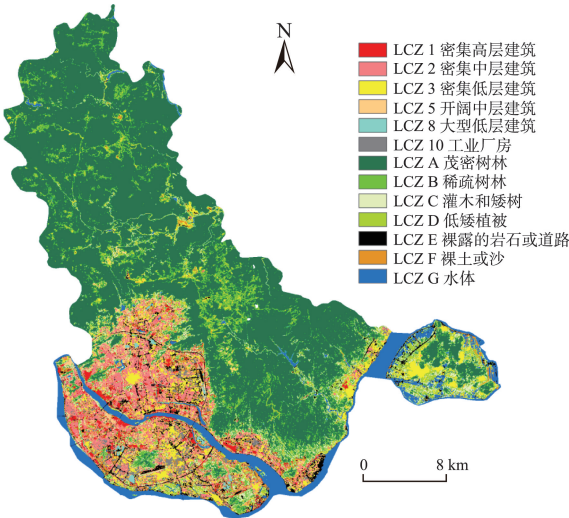 N
LCZ 1 密集高层建筑
LCZ 2 密集中层建筑
LCZ 3 密集低层建筑
LCZ 5 开阔中层建筑
LCZ 8 大型低层建筑
LCZ 10 工业厂房
LCZ A 茂密树林
LCZ B 稀疏树林
LCZ C 灌木和矮树
LCZ D 低矮植被
LCZ E 裸露的岩石或道路
LCZ F 裸土或沙
LCZ G 水体
0 8 km